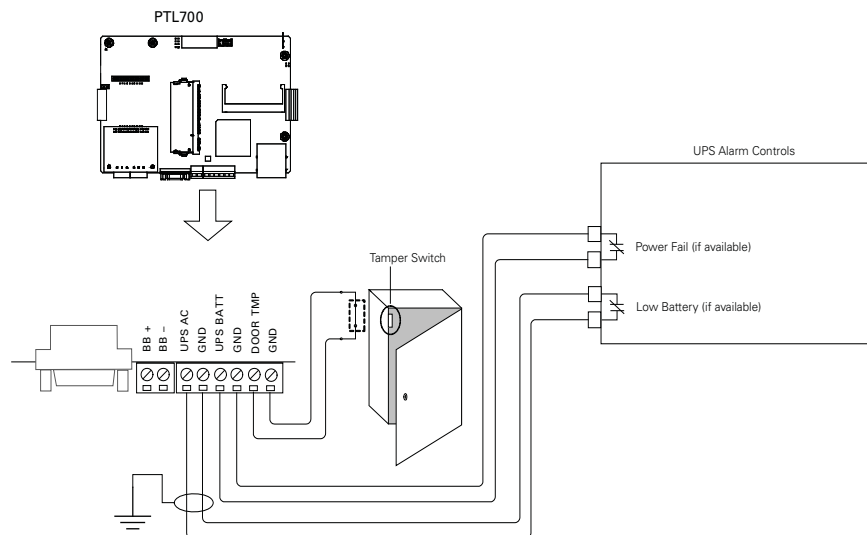 PTL700
UPS Alarm Controls
Power Fail (if available)
Tamper Switch
Low Battery (if available)
BB +
BB -
UPS AC
GND
UPS BATT
GND
DOOR TMP
GND